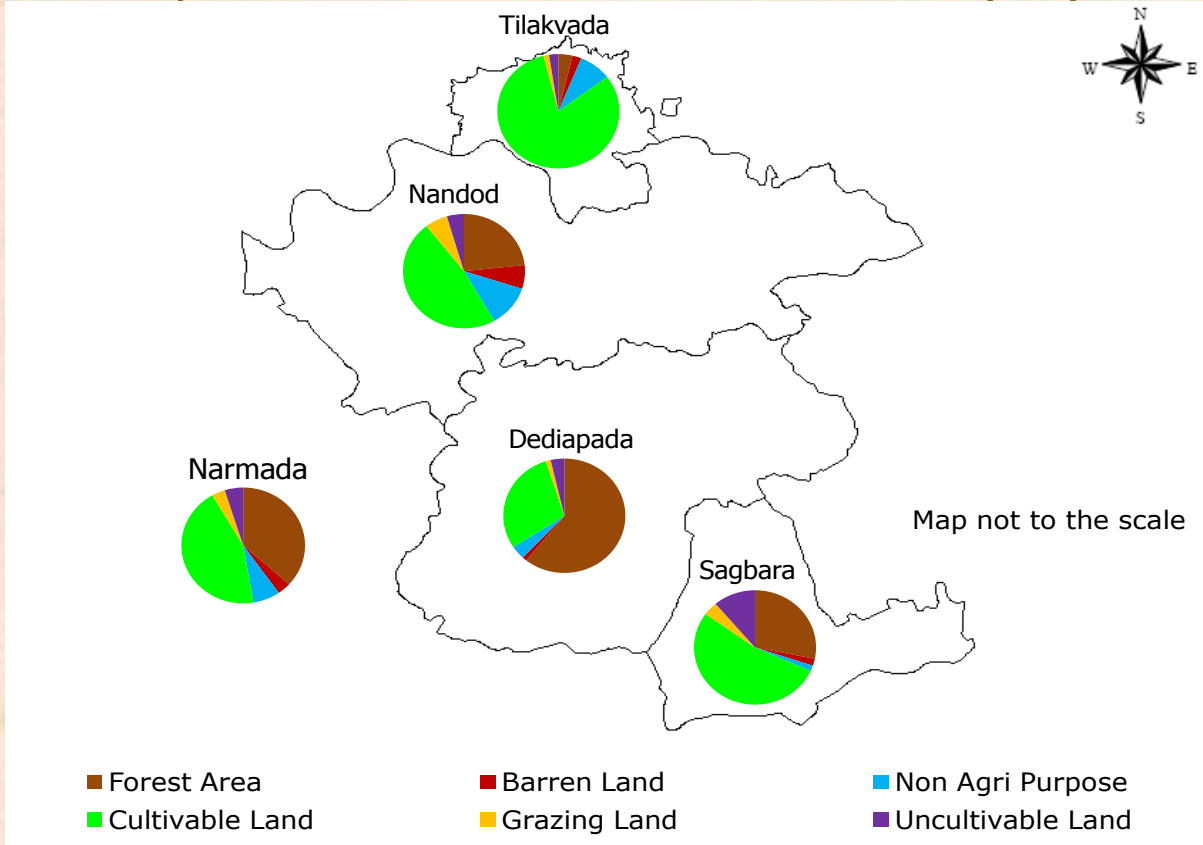 N
W E
S
Tilakvada
Nandod
Dediapada
Narmada
Map not to the scale
Sagbara
Forest Area Barren Land Non Agri Purpose
Cultivable Land Grazing Land Uncultivable Land